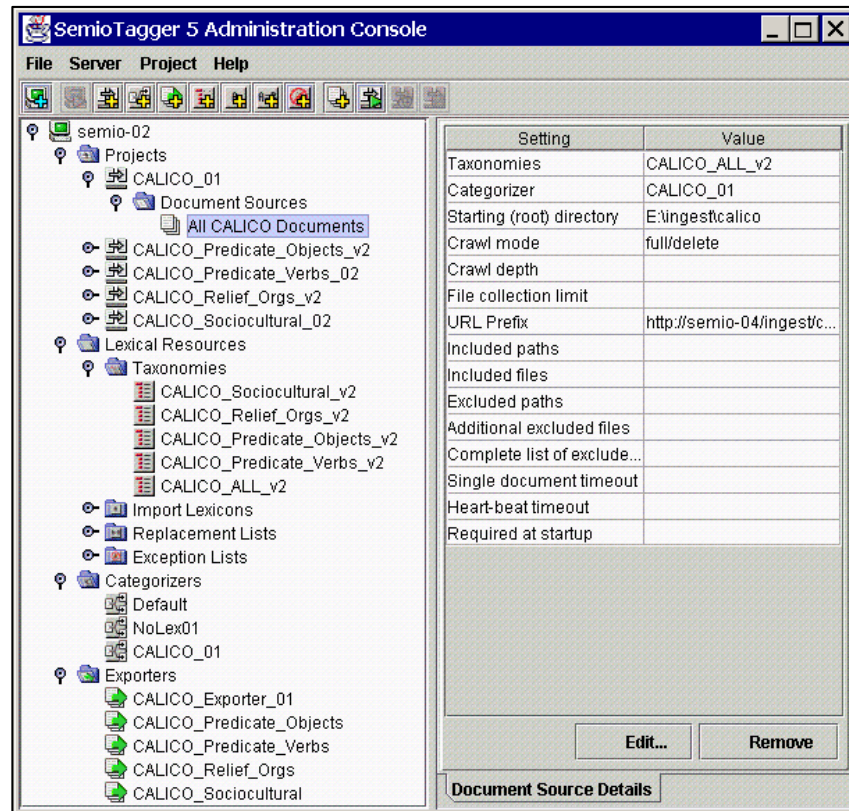 SemioTagger 5 Administration Console
File Server Project Help
semio-02
Projects
CALICO_01
Document Sources
All CALICO Documents
CALICO_Predicate_Objects_v2
CALICO_Predicate_Verbs_02
CALICO_Relief_Orgs_v2
CALICO_Sociocultural_02
Lexical Resources
Taxonomies
CALICO_Sociocultural_v2
CALICO_Relief_Orgs_v2
CALICO_Predicate_Objects_v2
CALICO_Predicate_Verbs_v2
CALICO_ALL_v2
Import Lexicons
Replacement Lists
Exception Lists
Categorizers
Default
NoLex01
CALICO_01
Exporters
CALICO_Exporter_01
CALICO_Predicate_Objects
CALICO_Predicate_Verbs
CALICO_Relief_Orgs
CALICO_Sociocultural
Setting Value
Taxonomies CALICO_ALL_v2
Categorizer CALICO_01
Starting (root) directory E:\ingest\calico
Crawl mode full/delete
Crawl depth
File collection limit
URL Prefix http://semio-04/ingest/c...
Included paths
Included files
Excluded paths
Additional excluded files
Complete list of exclude...
Single document timeout
Heart-beat timeout
Required at startup
Edit... Remove
Document Source Details